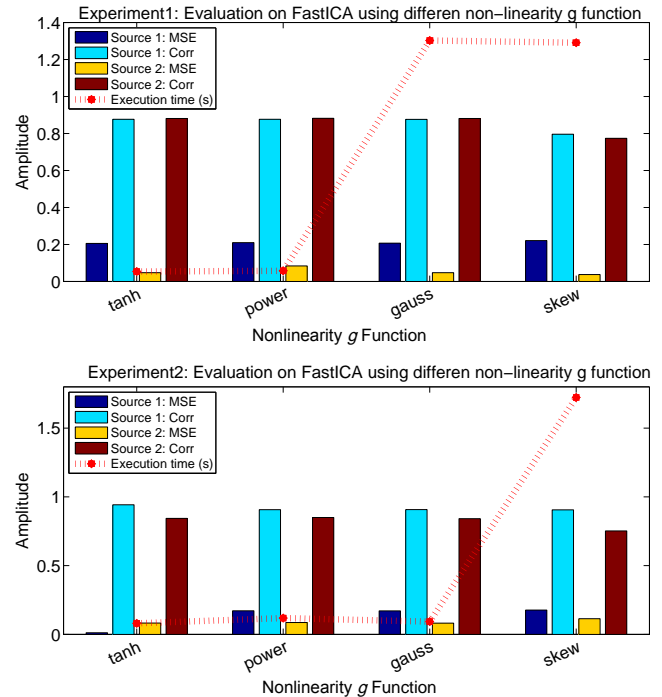 Experiment1: Evaluation on FastICA using differen non−linearity g function
1.4
1.2
1
0.8
0.6
0.4
0.2
0
Amplitude
Source 1: MSE
Source 1: Corr
Source 2: MSE
Source 2: Corr
Execution time (s)
tanh
power
gauss
skew
Nonlinearity g Function
Experiment2: Evaluation on FastICA using differen non−linearity g function
1.5
1
0.5
0
Amplitude
Source 1: MSE
Source 1: Corr
Source 2: MSE
Source 2: Corr
Execution time (s)
tanh
power
gauss
skew
Nonlinearity g Function